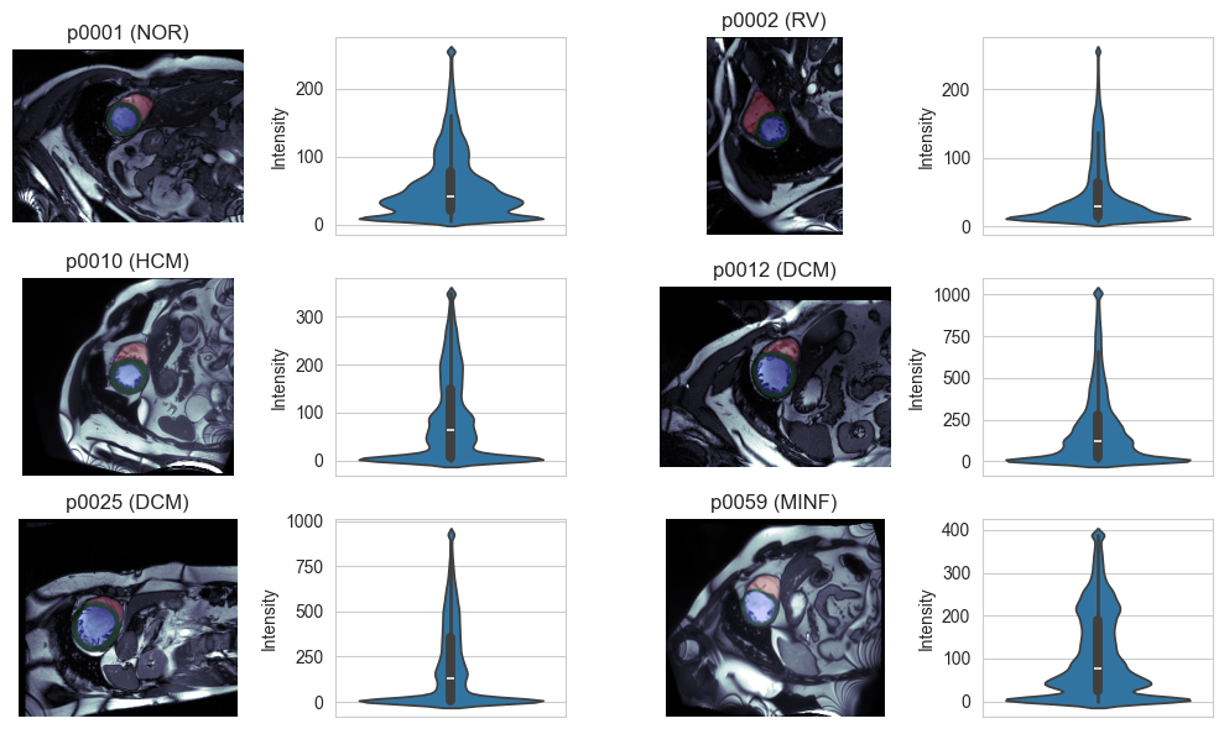 p0001 (NOR)
Intensity
200
100
0
p0002 (RV)
Intensity
200
100
0
p0010 (HCM)
Intensity
300
200
100
0
p0012 (DCM)
Intensity
1000
750
500
250
0
p0025 (DCM)
Intensity
1000
750
500
250
0
p0059 (MINF)
Intensity
400
300
200
100
0